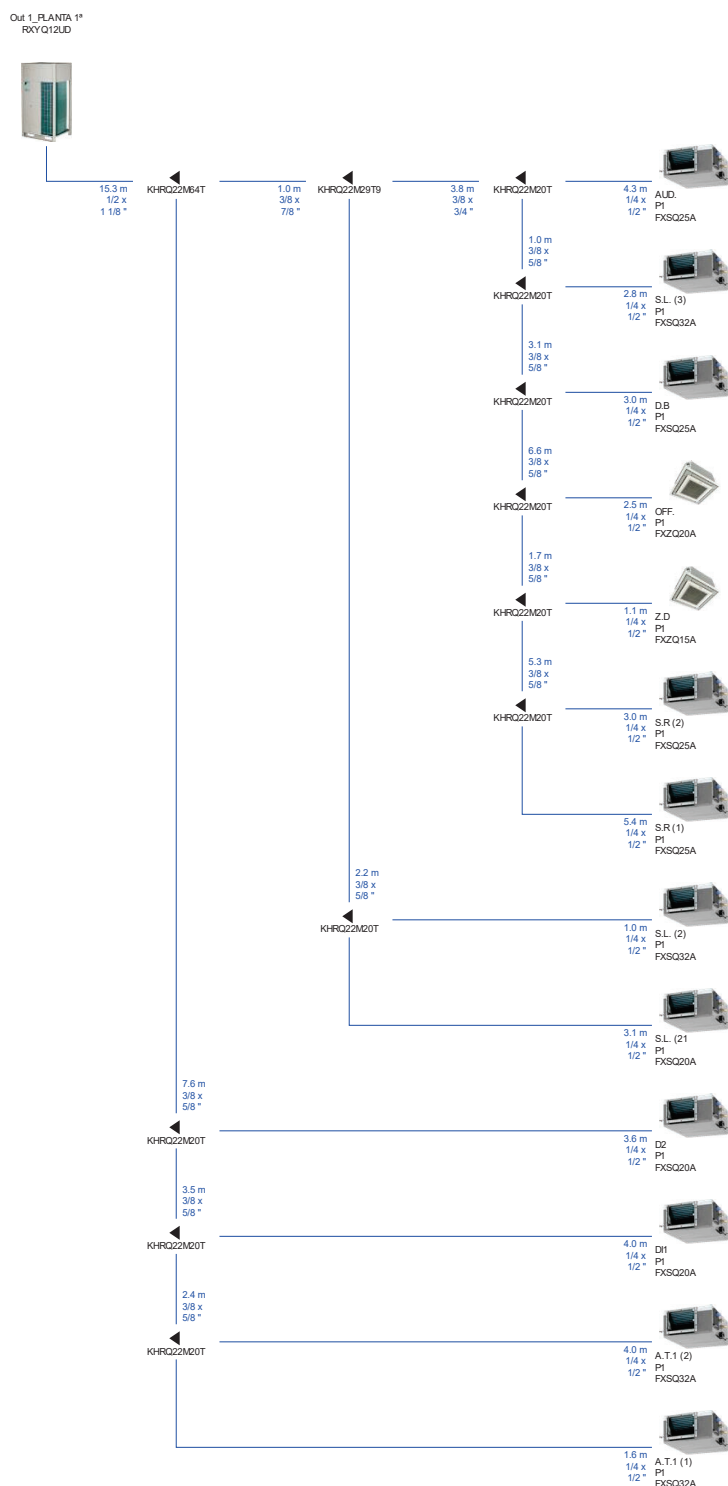 Out 1_PLANTA 1ª
RXYQ12UD
15.3 m
1/2 x
1 1/8 "
KHRQ22M64T
1.0 m
3/8 x
7/8 "
KHRQ22M29T9
3.8 m
3/8 x
3/4 "
KHRQ22M20T
4.3 m
1/4 x
1/2 "
AUD.
P1
FXSQ25A
1.0 m
3/8 x
5/8 "
KHRQ22M20T
2.8 m
1/4 x
1/2 "
S.L. (3)
P1
FXSQ32A
3.1 m
3/8 x
5/8 "
KHRQ22M20T
3.0 m
1/4 x
1/2 "
D.B
P1
FXSQ25A
6.6 m
3/8 x
5/8 "
KHRQ22M20T
2.5 m
1/4 x
1/2 "
OFF.
P1
FXZQ20A
1.7 m
3/8 x
5/8 "
KHRQ22M20T
1.1 m
1/4 x
1/2 "
Z.D
P1
FXZQ15A
5.3 m
3/8 x
5/8 "
KHRQ22M20T
3.0 m
1/4 x
1/2 "
S.R (2)
P1
FXSQ25A
5.4 m
1/4 x
1/2 "
S.R (1)
P1
FXSQ25A
2.2 m
3/8 x
5/8 "
KHRQ22M20T
1.0 m
1/4 x
1/2 "
S.L. (2)
P1
FXSQ32A
3.1 m
1/4 x
1/2 "
S.L. (21
P1
FXSQ20A
7.6 m
3/8 x
5/8 "
KHRQ22M20T
3.6 m
1/4 x
1/2 "
D2
P1
FXSQ20A
3.5 m
3/8 x
5/8 "
KHRQ22M20T
4.0 m
1/4 x
1/2 "
DI1
P1
FXSQ20A
2.4 m
3/8 x
5/8 "
KHRQ22M20T
4.0 m
1/4 x
1/2 "
A.T.1 (2)
P1
FXSQ32A
1.6 m
1/4 x
1/2 "
A.T.1 (1)
P1
FXSQ32A